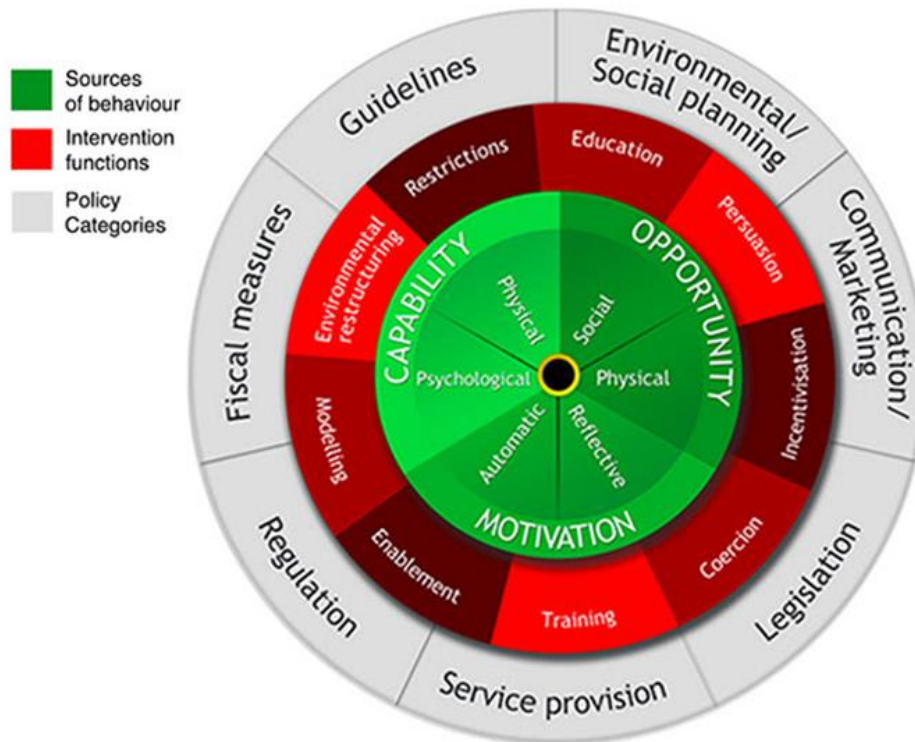 Sources
of behaviour
Intervention
functions
Policy
Categories
Guidelines
Environmental/
Social planning
Communication/
Marketing
Legislation
Service provision
Regulation
Fiscal measures
Restrictions
Education
Persuasion
Incentivisation
Coercion
Training
Enablement
Modelling
Environmental
restructuring
CAPABILITY
OPPORTUNITY
MOTIVATION
Physical
Social
Psychological
Physical
Automatic
Reflective